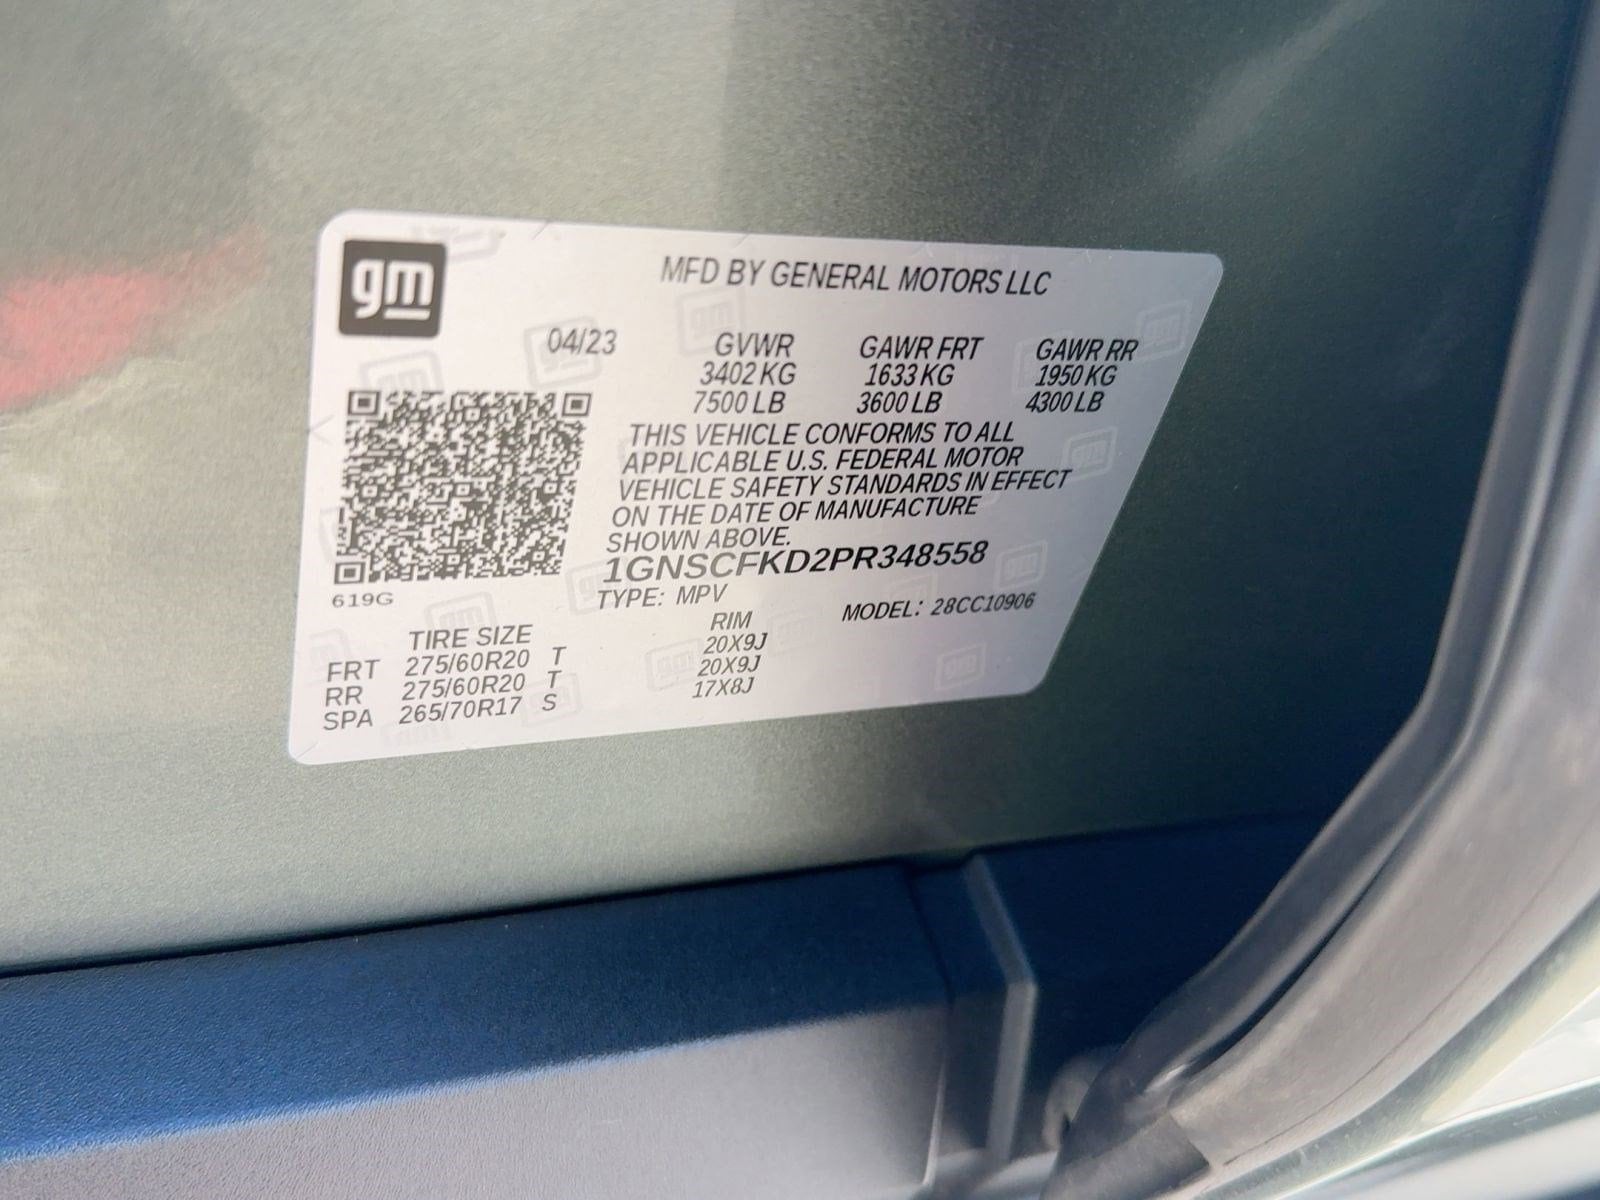 gm
MFD BY GENERAL MOTORS LLC
04/23 GVWR GAWR FRT GAWR RR
3402 KG 1633 KG 1950 KG
7500 LB 3600 LB 4300 LB
THIS VEHICLE CONFORMS TO ALL
APPLICABLE U.S. FEDERAL MOTOR
VEHICLE SAFETY STANDARDS IN EFFECT
ON THE DATE OF MANUFACTURE
SHOWN ABOVE.
1GNSCFKD2PR348558
619G
TYPE: MPV MODEL: 28CC10906
TIRE SIZE RIM
FRT 275/60R20 T 20X9J
RR 275/60R20 T 20X9J
SPA 265/70R17 S 17X8J